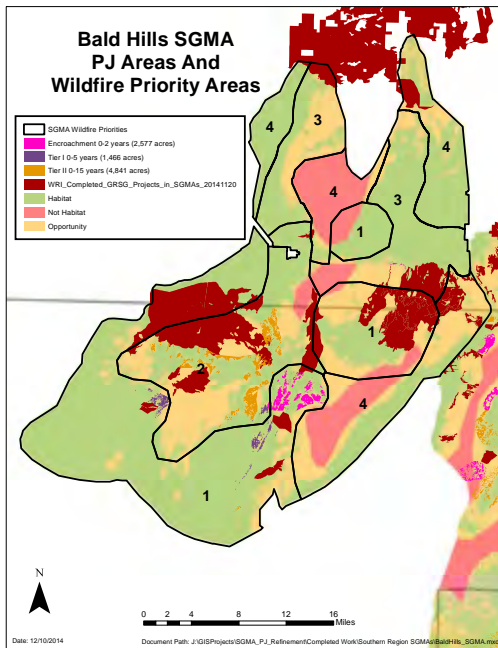 Bald Hills SGMA
PJ Areas And
Wildfire Priority Areas
SGMA Wildfire Priorities
Encroachment 0-2 years (2,577 acres)
Tier I 0-5 years (1,466 acres)
Tier II 0-15 years (4,841 acres)
WRI_Completed_GRSG_Projects_in_SGMAs_20141120
Habitat
Not Habitat
Opportunity
4
3
4
4
3
1
1
2
4
1
N
0 2 4 8 12 16
Miles
Date: 12/10/2014
Document Path: J:\GISProjects\SGMA_PJ_Refinement\Completed Work\Southern Region SGMAs\BaldHills_SGMA.mxd